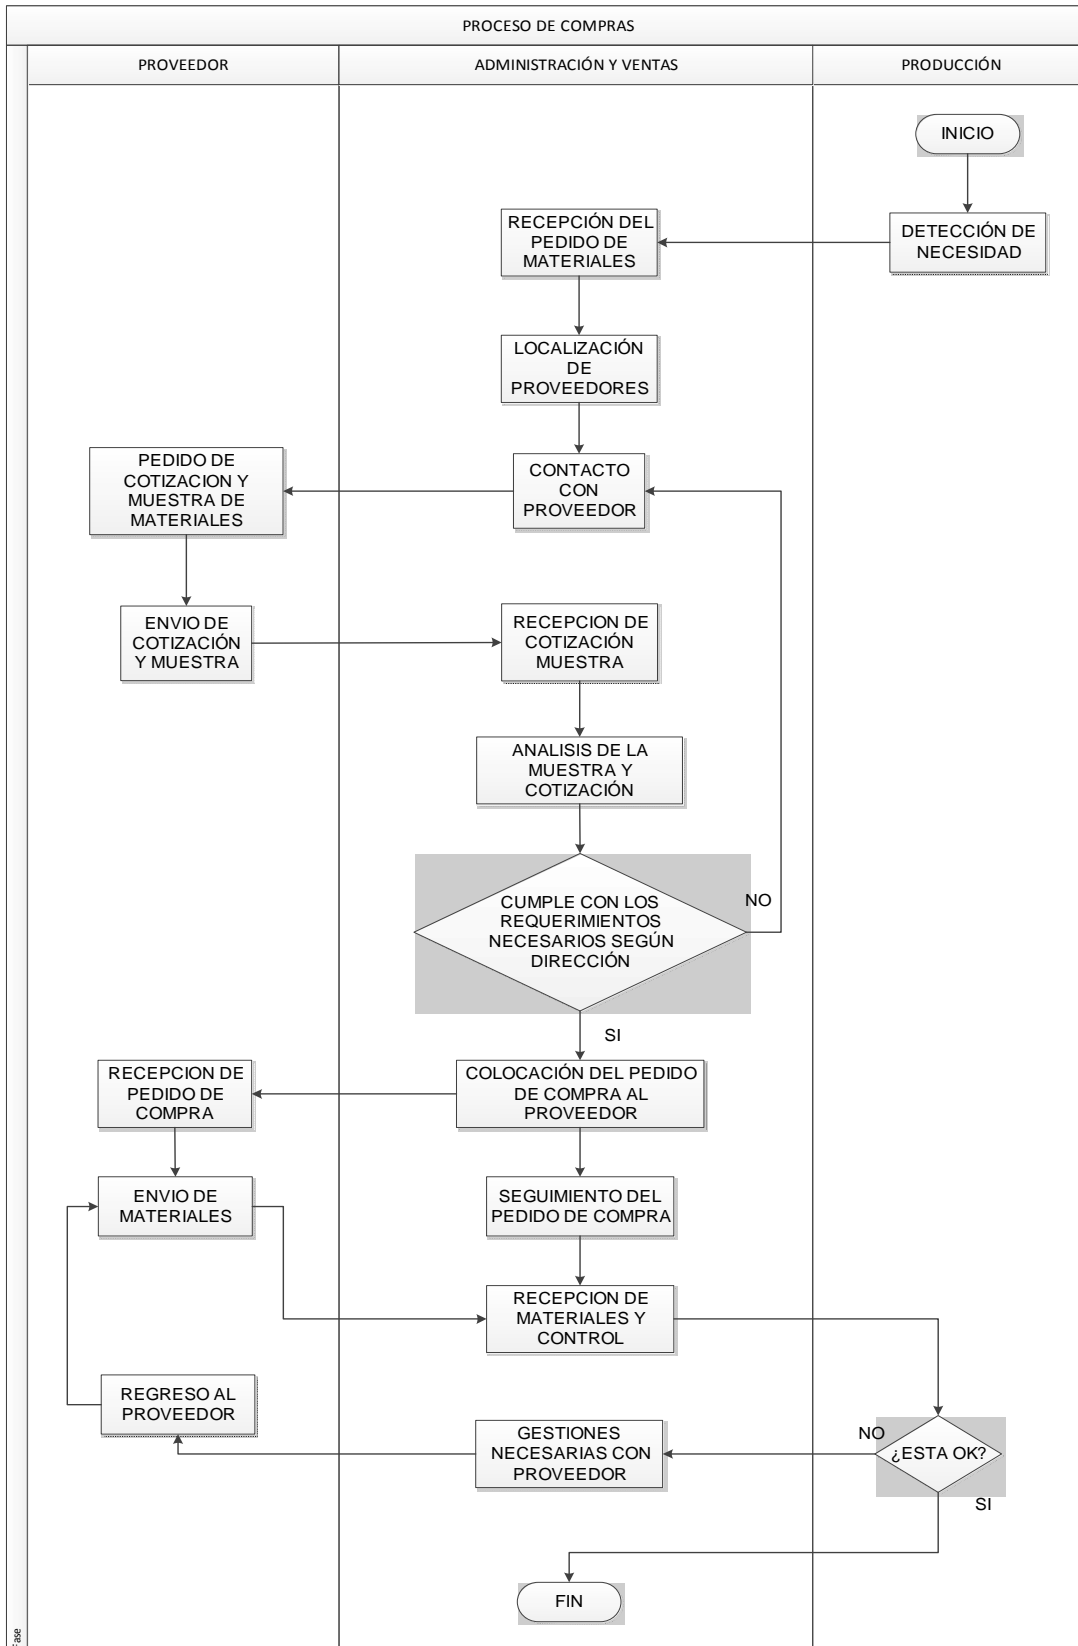 PROCESO DE COMPRAS
PROVEEDOR
ADMINISTRACIÓN Y VENTAS
PRODUCCIÓN
INICIO
DETECCIÓN DE
NECESIDAD
RECEPCIÓN DEL
PEDIDO DE
MATERIALES
LOCALIZACIÓN
DE
PROVEEDORES
CONTACTO
CON
PROVEEDOR
PEDIDO DE
COTIZACION Y
MUESTRA DE
MATERIALES
ENVIO DE
COTIZACIÓN
Y MUESTRA
RECEPCION DE
COTIZACIÓN
MUESTRA
ANALISIS DE LA
MUESTRA Y
COTIZACIÓN
CUMPLE CON LOS
REQUERIMIENTOS
NECESARIOS SEGÚN
DIRECCIÓN
NO
SI
COLOCACIÓN DEL PEDIDO
DE COMPRA AL
PROVEEDOR
RECEPCION DE
PEDIDO DE
COMPRA
ENVIO DE
MATERIALES
SEGUIMIENTO DEL
PEDIDO DE COMPRA
RECEPCION DE
MATERIALES Y
CONTROL
¿ESTA OK?
NO
SI
GESTIONES
NECESARIAS CON
PROVEEDOR
REGRESO AL
PROVEEDOR
FIN
Fase